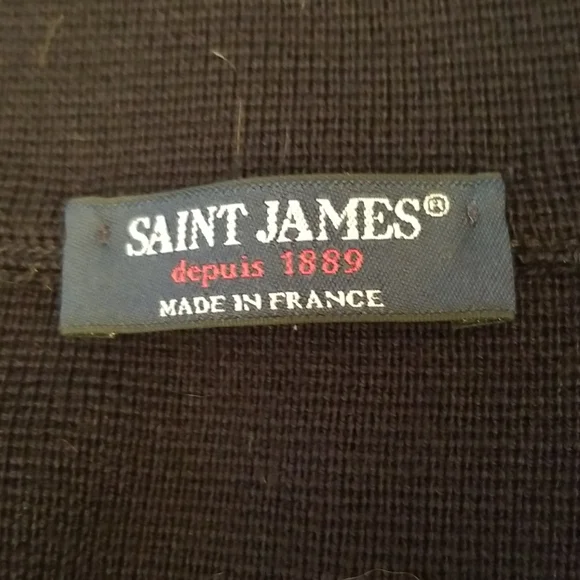 SAINT JAMES®
depuis 1889
MADE IN FRANCE